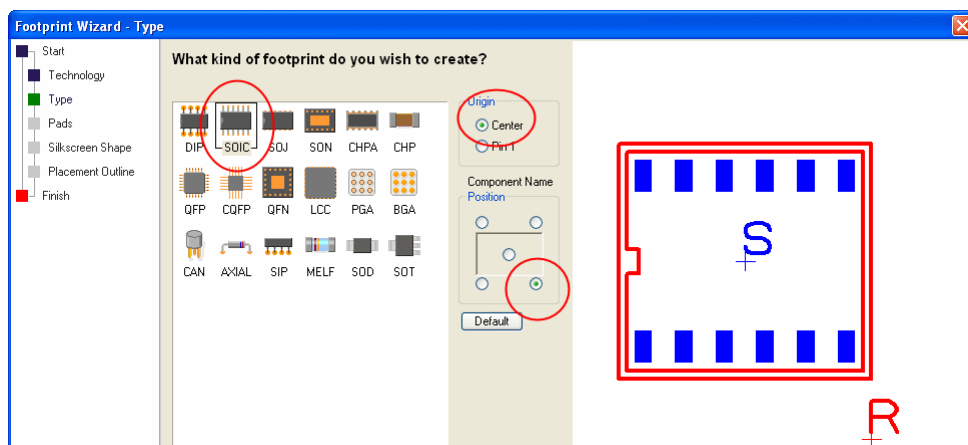 Footprint Wizard - Type
Start
Technology
Type
Pads
Silkscreen Shape
Placement Outline
Finish
What kind of footprint do you wish to create?
DIP SOIC SOJ SON CHPA CHP
QFP CQFP QFN LCC PGA BGA
CAN AXIAL SIP MELF SOD SOT
Origin
Center
Pin 1
Component Name
Position
Default
S
R